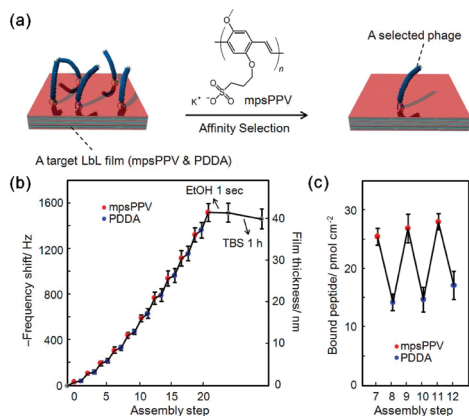 (a)
O
n
O
O
S
O
K⁺ ⁻O
O
mpsPPV
Affinity Selection
A selected phage
A target LbL film (mpsPPV & PDDA)
(b)
1600
1200
800
400
0
–Frequency shift/ Hz
mpsPPV
PDDA
EtOH 1 sec
TBS 1 h
40
30
20
10
0
Film thickness/ nm
0 5 10 15 20
Assembly step
(c)
30
20
10
0
Bound peptide/ pmol cm⁻²
mpsPPV
PDDA
7 8 9 10 11 12
Assembly step